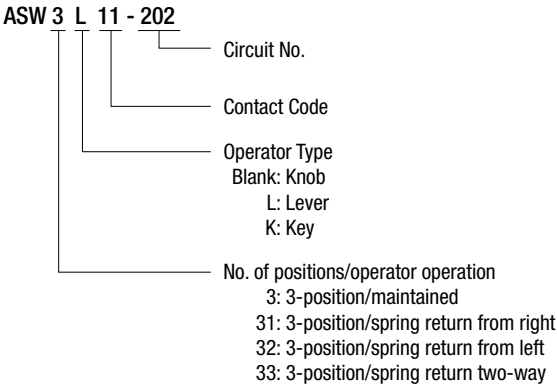 ASW 3 L 11 - 202
Circuit No.
Contact Code
Operator Type
Blank: Knob
L: Lever
K: Key
No. of positions/operator operation
3: 3-position/maintained
31: 3-position/spring return from right
32: 3-position/spring return from left
33: 3-position/spring return two-way